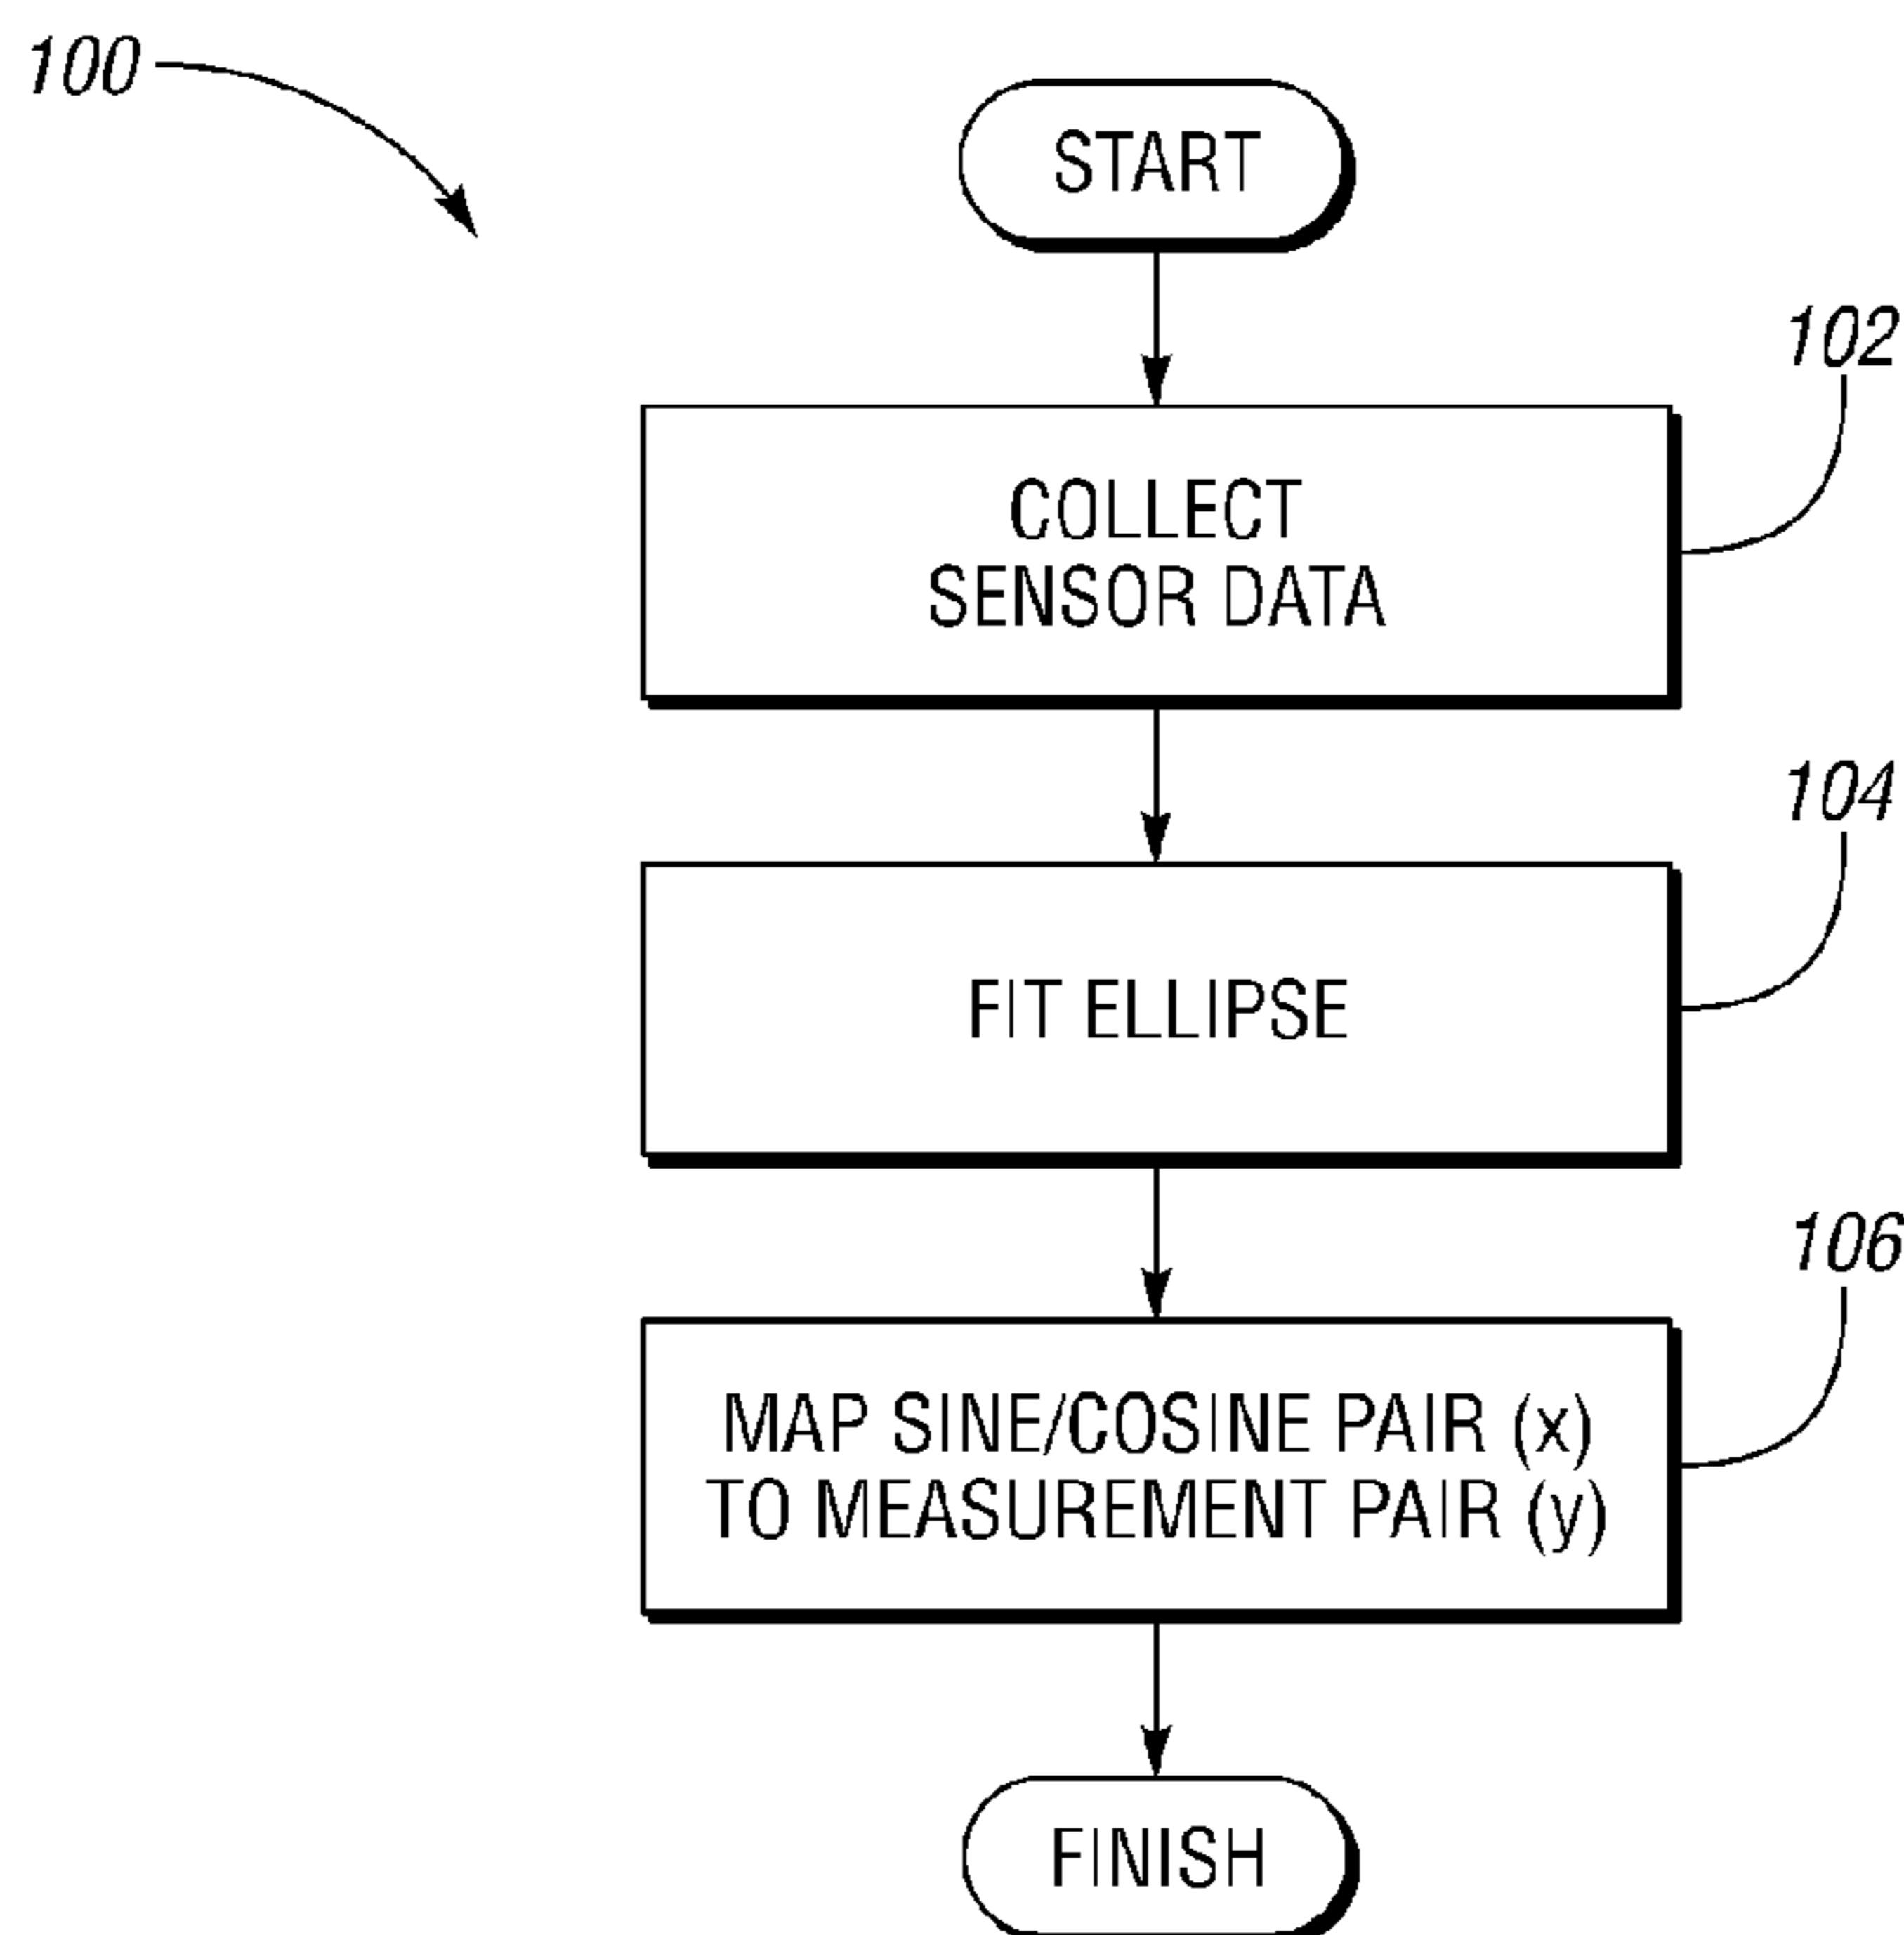 100
START
102
COLLECT
SENSOR DATA
104
FIT ELLIPSE
106
MAP SINE/COSINE PAIR (x)
TO MEASUREMENT PAIR (y)
FINISH